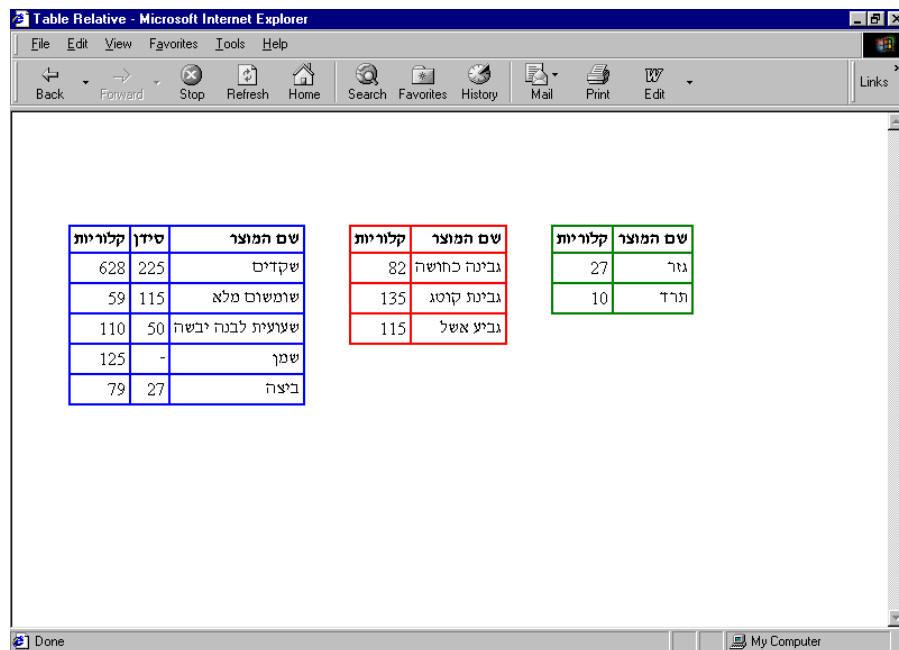 Table Relative - Microsoft Internet Explorer
File Edit View Favorites Tools Help
Back Forward Stop Refresh Home Search Favorites History Mail Print Edit Links
שם המוצר קלוריות
גזר 27
תרד 10
שם המוצר קלוריות
גבינה כחושה 82
גבינת קוטג 135
גביע אשל 115
שם המוצר סידן קלוריות
שקדים 225 628
שומשום מלא 115 59
שעועית לבנה יבשה 50 110
שמן - 125
ביצה 27 79
Done My Computer